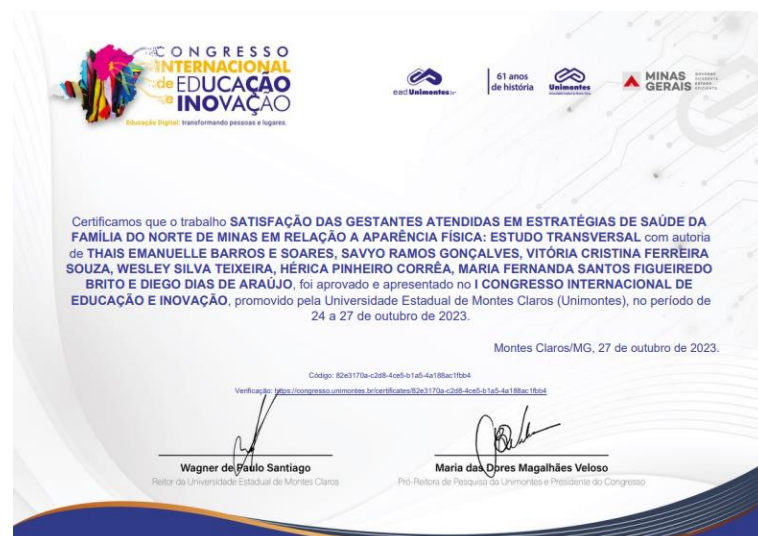 CONGRESSO
INTERNACIONAL
de EDUCAÇÃO
e INOVAÇÃO
Educação Digital: transformando pessoas e lugares.
ead Unimontes
61 anos
de história
Unimontes
MINAS
GERAIS
Certificamos que o trabalho SATISFAÇÃO DAS GESTANTES ATENDIDAS EM ESTRATÉGIAS DE SAÚDE DA
FAMÍLIA DO NORTE DE MINAS EM RELAÇÃO A APARÊNCIA FÍSICA: ESTUDO TRANSVERSAL com autoria
de THAIS EMANUELLE BARROS E SOARES, SAVYO RAMOS GONÇALVES, VITÓRIA CRISTINA FERREIRA
SOUZA, WESLEY SILVA TEIXEIRA, HÉRICA PINHEIRO CORRÊA, MARIA FERNANDA SANTOS FIGUEIREDO
BRITO E DIEGO DIAS DE ARAÚJO, foi aprovado e apresentado no I CONGRESSO INTERNACIONAL DE
EDUCAÇÃO E INOVAÇÃO, promovido pela Universidade Estadual de Montes Claros (Unimontes), no período de
24 a 27 de outubro de 2023.
Montes Claros/MG, 27 de outubro de 2023.
Código: 82e3170a-c2d8-4ce5-b1a5-4a188ac1fbb4
Verificação: https://congresso.unimontes.br/certificates/82e3170a-c2d8-4ce5-b1a5-4a188ac1fbb4
Wagner de Paulo Santiago
Reitor da Universidade Estadual de Montes Claros
Maria das Dores Magalhães Veloso
Pró-Reitora de Pesquisa da Unimontes e Presidente do Congresso